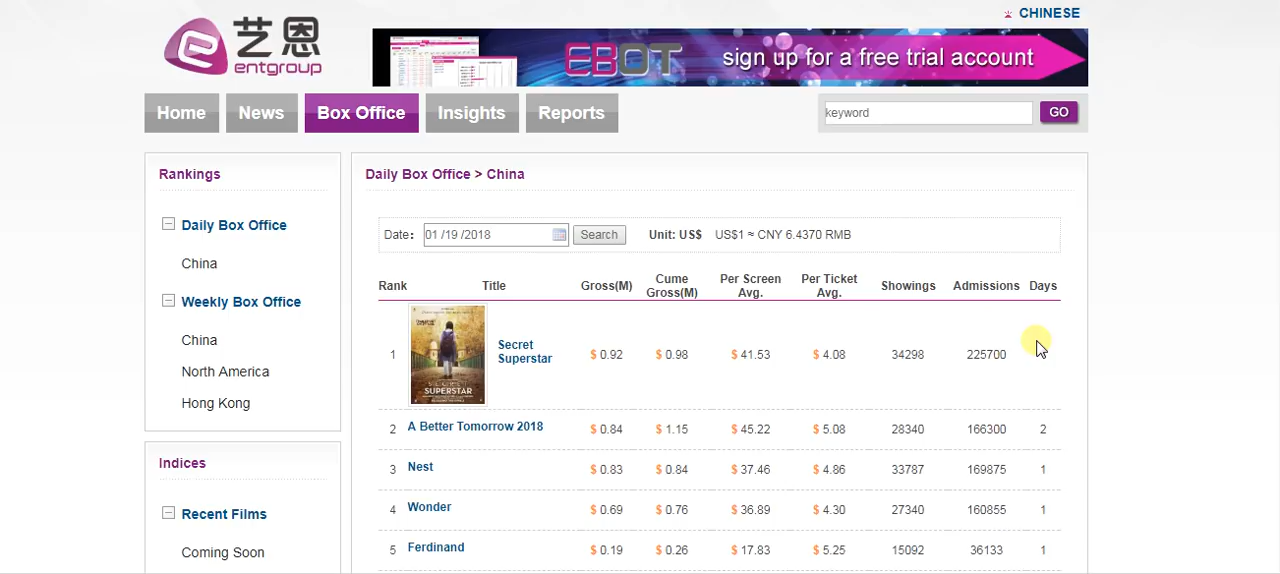 CHINESE
艺恩
entgroup
EBOT sign up for a free trial account
Home News Box Office Insights Reports
keyword GO
Rankings
Daily Box Office
China
Weekly Box Office
China
North America
Hong Kong
Indices
Recent Films
Coming Soon
Daily Box Office > China
Date: 01 /19 /2018 Search Unit: US$ US$1 ≈ CNY 6.4370 RMB
Rank Title Gross(M) Cume Gross(M) Per Screen Avg. Per Ticket Avg. Showings Admissions Days
1 SUPERSTAR Secret Superstar $ 0.92 $ 0.98 $ 41.53 $ 4.08 34298 225700
2 A Better Tomorrow 2018 $ 0.84 $ 1.15 $ 45.22 $ 5.08 28340 166300 2
3 Nest $ 0.83 $ 0.84 $ 37.46 $ 4.86 33787 169875 1
4 Wonder $ 0.69 $ 0.76 $ 36.89 $ 4.30 27340 160855 1
5 Ferdinand $ 0.19 $ 0.26 $ 17.83 $ 5.25 15092 36133 1